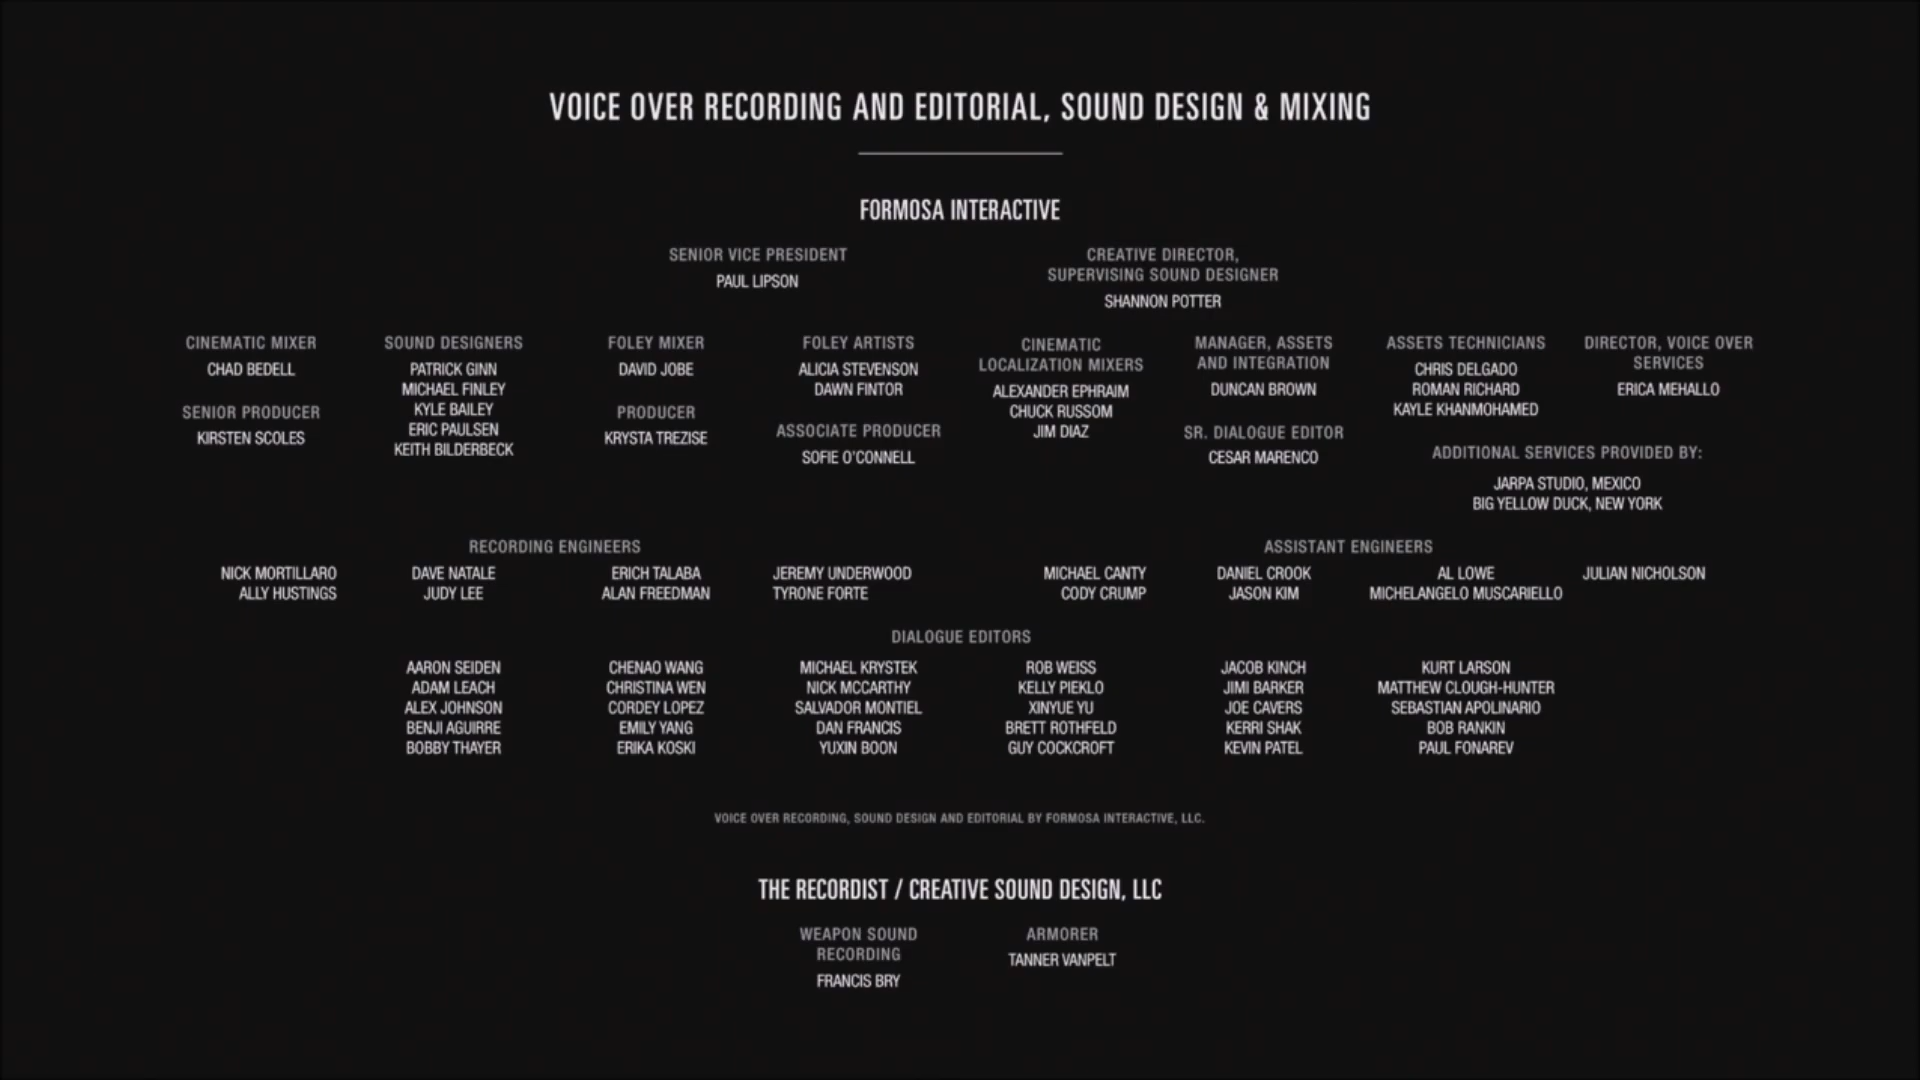 VOICE OVER RECORDING AND EDITORIAL, SOUND DESIGN & MIXING
FORMOSA INTERACTIVE
SENIOR VICE PRESIDENT
PAUL LIPSON
CREATIVE DIRECTOR,
SUPERVISING SOUND DESIGNER
SHANNON POTTER
CINEMATIC MIXER
CHAD BEDELL
SENIOR PRODUCER
KIRSTEN SCOLES
SOUND DESIGNERS
PATRICK GINN
MICHAEL FINLEY
KYLE BAILEY
ERIC PAULSEN
KEITH BILDERBECK
FOLEY MIXER
DAVID JOBE
PRODUCER
KRYSTA TREZISE
FOLEY ARTISTS
ALICIA STEVENSON
DAWN FINTOR
ASSOCIATE PRODUCER
SOFIE O'CONNELL
CINEMATIC
LOCALIZATION MIXERS
ALEXANDER EPHRAIM
CHUCK RUSSOM
JIM DIAZ
MANAGER, ASSETS
AND INTEGRATION
DUNCAN BROWN
SR. DIALOGUE EDITOR
CESAR MARENCO
ASSETS TECHNICIANS
CHRIS DELGADO
ROMAN RICHARD
KAYLE KHANMOHAMED
DIRECTOR, VOICE OVER
SERVICES
ERICA MEHALLO
ADDITIONAL SERVICES PROVIDED BY:
JARPA STUDIO, MEXICO
BIG YELLOW DUCK, NEW YORK
RECORDING ENGINEERS
NICK MORTILLARO
ALLY HUSTINGS
DAVE NATALE
JUDY LEE
ERICH TALABA
ALAN FREEDMAN
JEREMY UNDERWOOD
TYRONE FORTE
ASSISTANT ENGINEERS
MICHAEL CANTY
CODY CRUMP
DANIEL CROOK
JASON KIM
AL LOWE
MICHELANGELO MUSCARIELLO
JULIAN NICHOLSON
DIALOGUE EDITORS
AARON SEIDEN
ADAM LEACH
ALEX JOHNSON
BENJI AGUIRRE
BOBBY THAYER
CHENAO WANG
CHRISTINA WEN
CORDEY LOPEZ
EMILY YANG
ERIKA KOSKI
MICHAEL KRYSTEK
NICK MCCARTHY
SALVADOR MONTIEL
DAN FRANCIS
YUXIN BOON
ROB WEISS
KELLY PIEKLO
XINYUE YU
BRETT ROTHFELD
GUY COCKCROFT
JACOB KINCH
JIMI BARKER
JOE CAVERS
KERRI SHAK
KEVIN PATEL
KURT LARSON
MATTHEW CLOUGH-HUNTER
SEBASTIAN APOLINARIO
BOB RANKIN
PAUL FONAREV
VOICE OVER RECORDING, SOUND DESIGN AND EDITORIAL BY FORMOSA INTERACTIVE, LLC.
THE RECORDIST / CREATIVE SOUND DESIGN, LLC
WEAPON SOUND
RECORDING
FRANCIS BRY
ARMORER
TANNER VANPELT